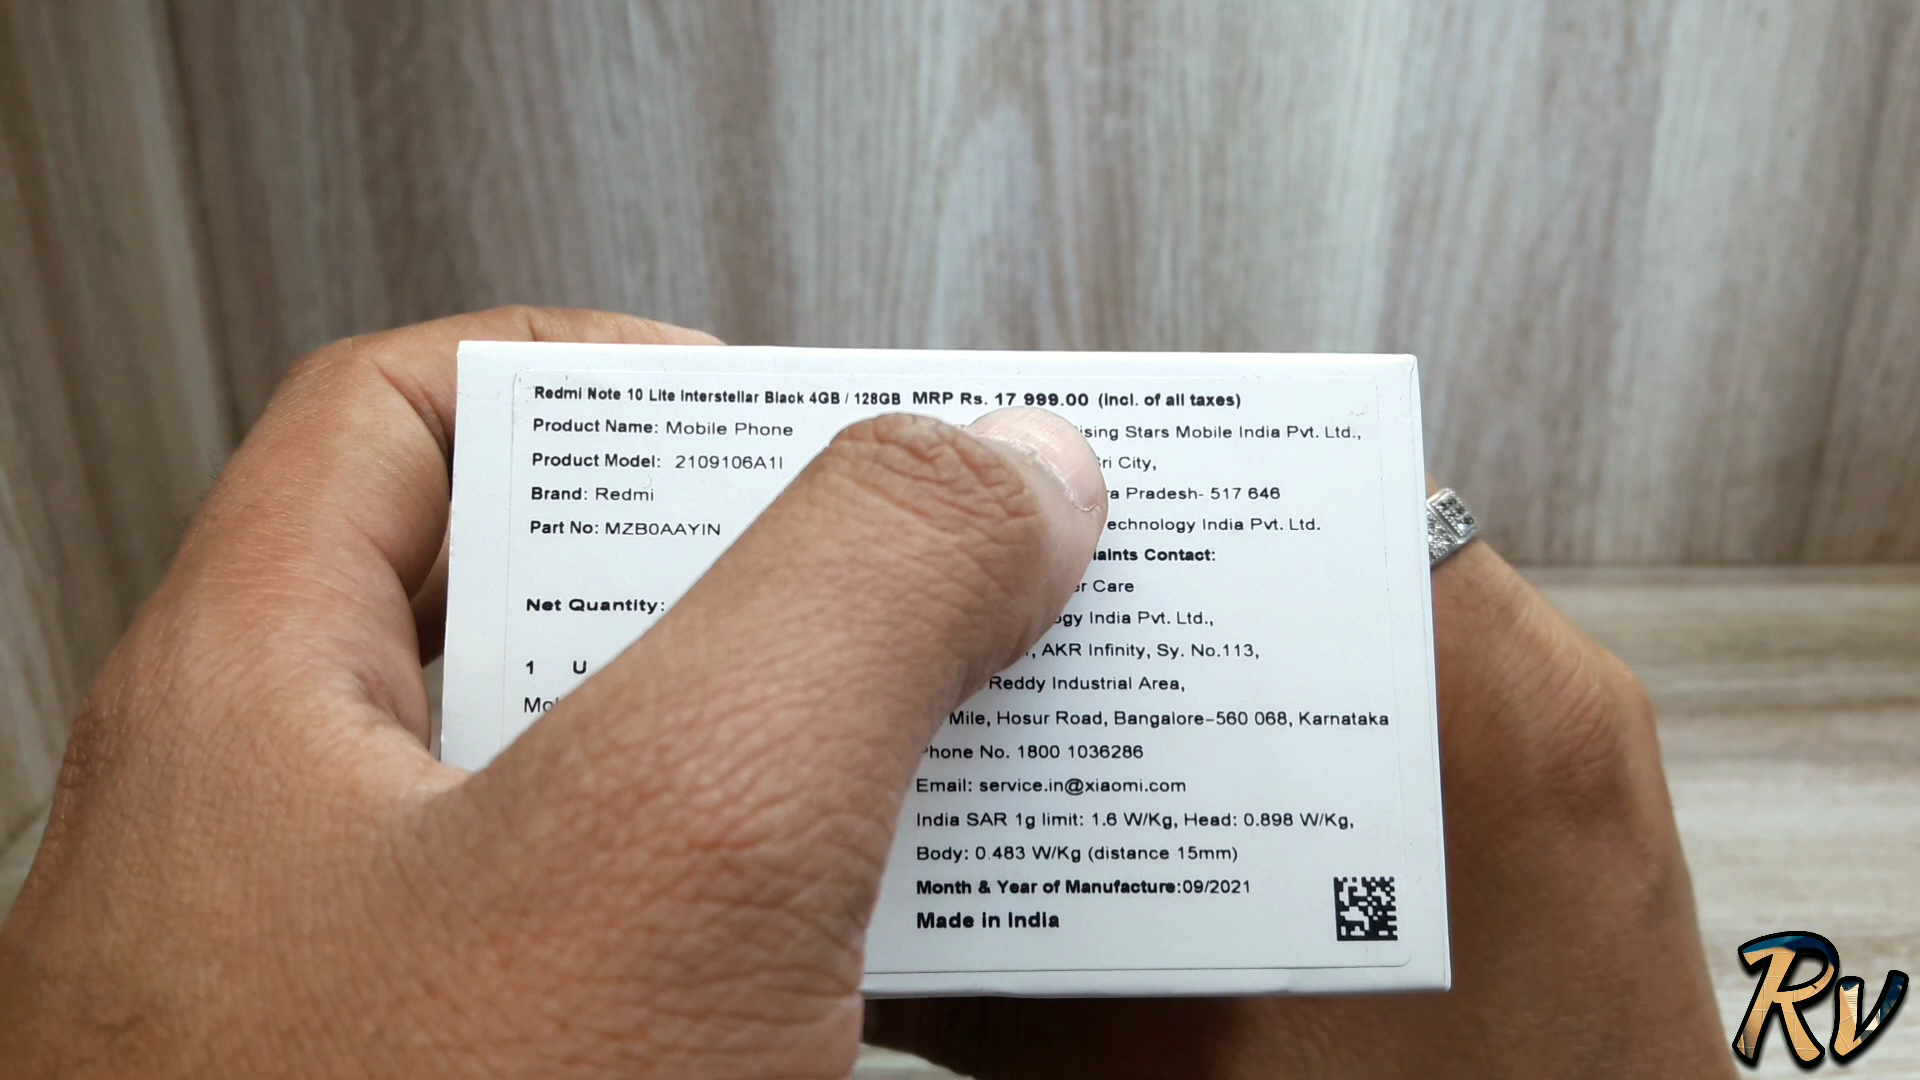 Redmi Note 10 Lite Interstellar Black 4GB / 128GB MRP Rs. 17 999.00 (Incl. of all taxes)
Product Name: Mobile Phone
Product Model: 2109106A1I
Brand: Redmi
Part No: MZB0AAYIN
Net Quantity:
1 U
ising Stars Mobile India Pvt. Ltd.,
Sri City,
ra Pradesh- 517 646
echnology India Pvt. Ltd.
laints Contact:
er Care
ogy India Pvt. Ltd.,
, AKR Infinity, Sy. No.113,
Reddy Industrial Area,
Mile, Hosur Road, Bangalore–560 068, Karnataka
Phone No. 1800 1036286
Email: service.in@xiaomi.com
India SAR 1g limit: 1.6 W/Kg, Head: 0.898 W/Kg,
Body: 0.483 W/Kg (distance 15mm)
Month & Year of Manufacture:09/2021
Made in India
Rv